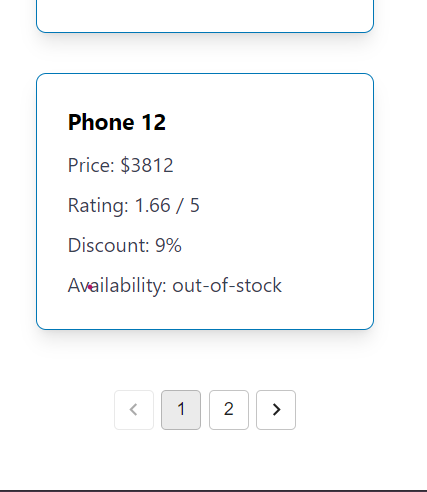 Phone 12
Price: $3812
Rating: 1.66 / 5
Discount: 9%
Availability: out-of-stock
1 2